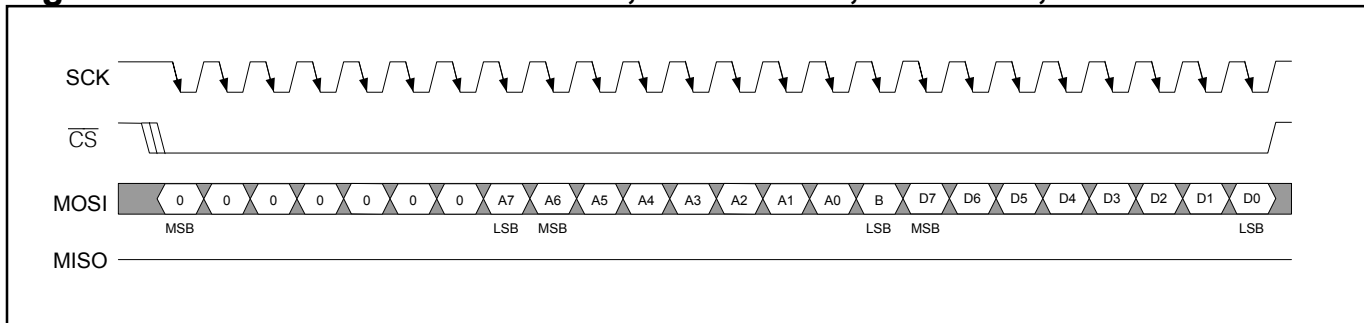 SCK
CS
MOSI 0 0 0 0 0 0 0 A7 A6 A5 A4 A3 A2 A1 A0 B D7 D6 D5 D4 D3 D2 D1 D0
MSB LSB MSB LSB MSB LSB
MISO